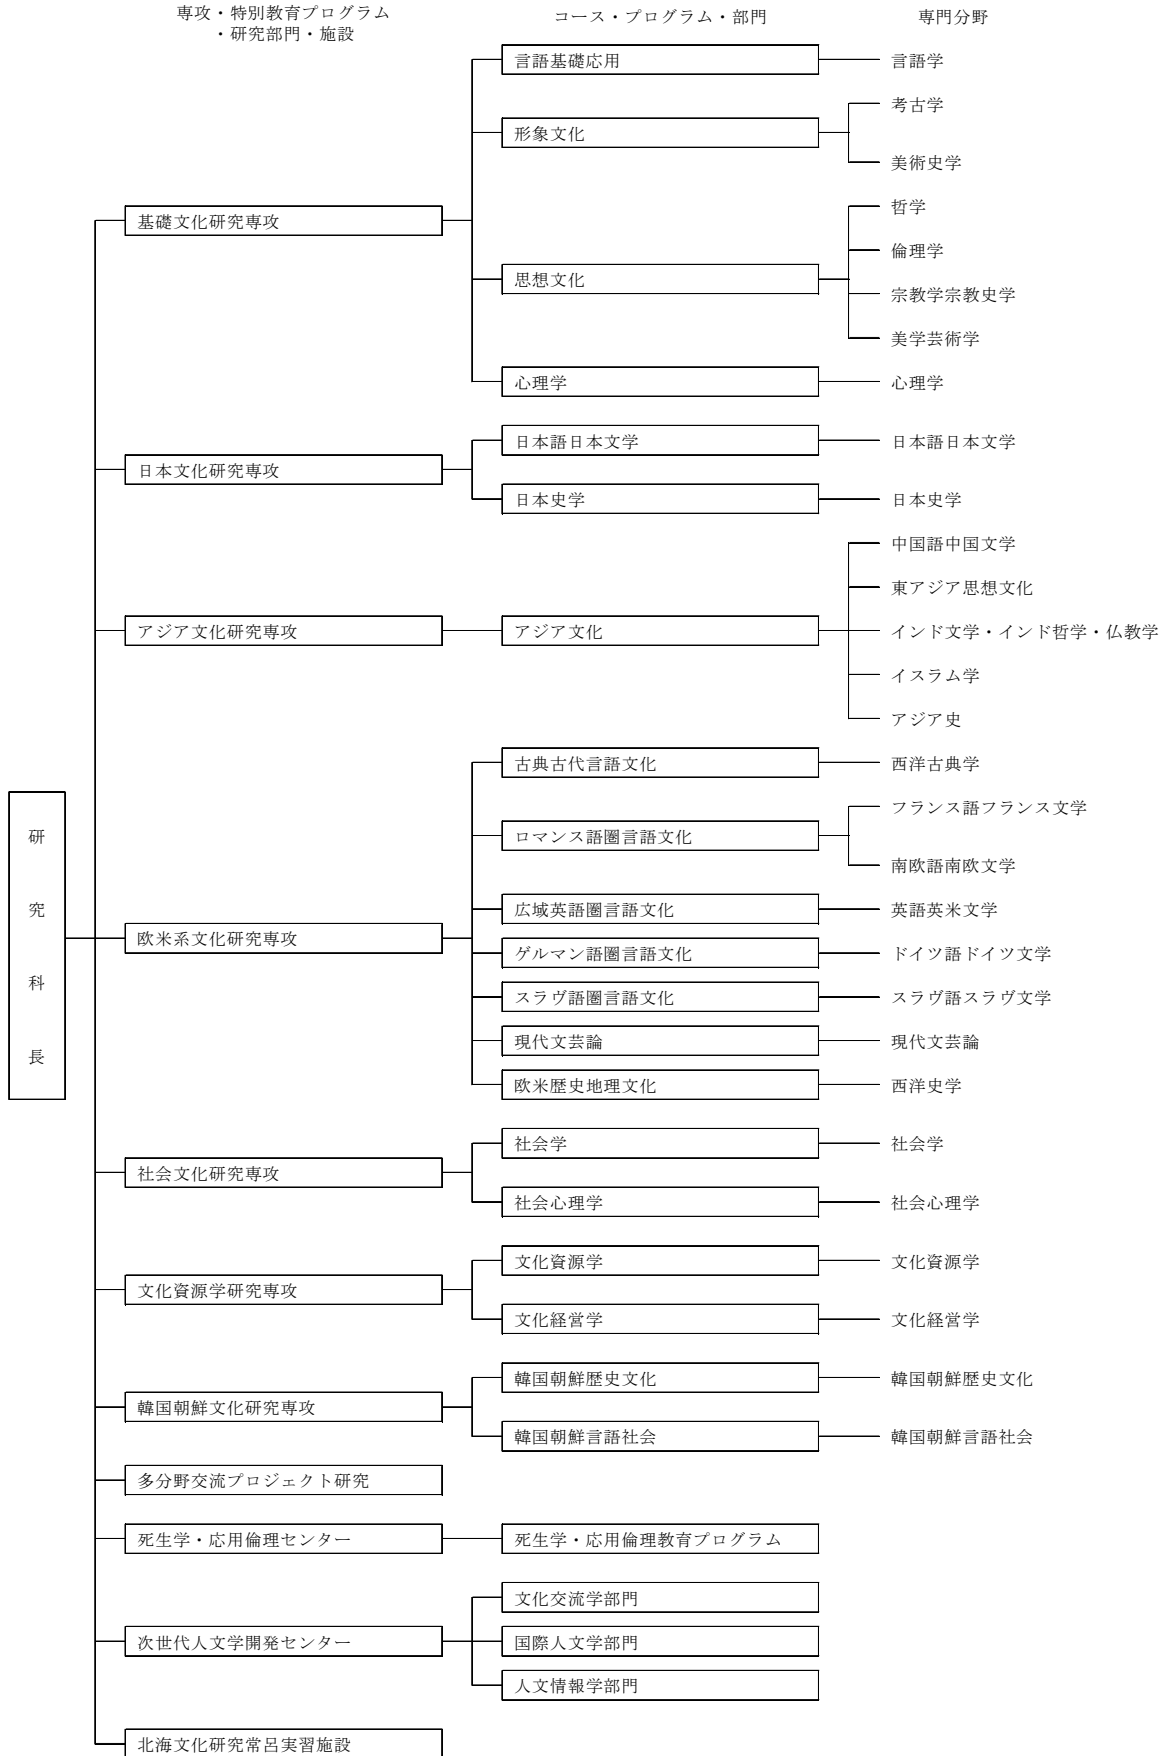 専攻・特別教育プログラム
・研究部門・施設
コース・プログラム・部門
専門分野
研究科長
基礎文化研究専攻
言語基礎応用
言語学
形象文化
考古学
美術史学
思想文化
哲学
倫理学
宗教学宗教史学
美学芸術学
心理学
心理学
日本文化研究専攻
日本語日本文学
日本語日本文学
日本史学
日本史学
アジア文化研究専攻
アジア文化
中国語中国文学
東アジア思想文化
インド文学・インド哲学・仏教学
イスラム学
アジア史
欧米系文化研究専攻
古典古代言語文化
西洋古典学
ロマンス語圏言語文化
フランス語フランス文学
南欧語南欧文学
広域英語圏言語文化
英語英米文学
ゲルマン語圏言語文化
ドイツ語ドイツ文学
スラヴ語圏言語文化
スラヴ語スラヴ文学
現代文芸論
現代文芸論
欧米歴史地理文化
西洋史学
社会文化研究専攻
社会学
社会学
社会心理学
社会心理学
文化資源学研究専攻
文化資源学
文化資源学
文化経営学
文化経営学
韓国朝鮮文化研究専攻
韓国朝鮮歴史文化
韓国朝鮮歴史文化
韓国朝鮮言語社会
韓国朝鮮言語社会
多分野交流プロジェクト研究
死生学・応用倫理センター
死生学・応用倫理教育プログラム
次世代人文学開発センター
文化交流学部門
国際人文学部門
人文情報学部門
北海文化研究常呂実習施設